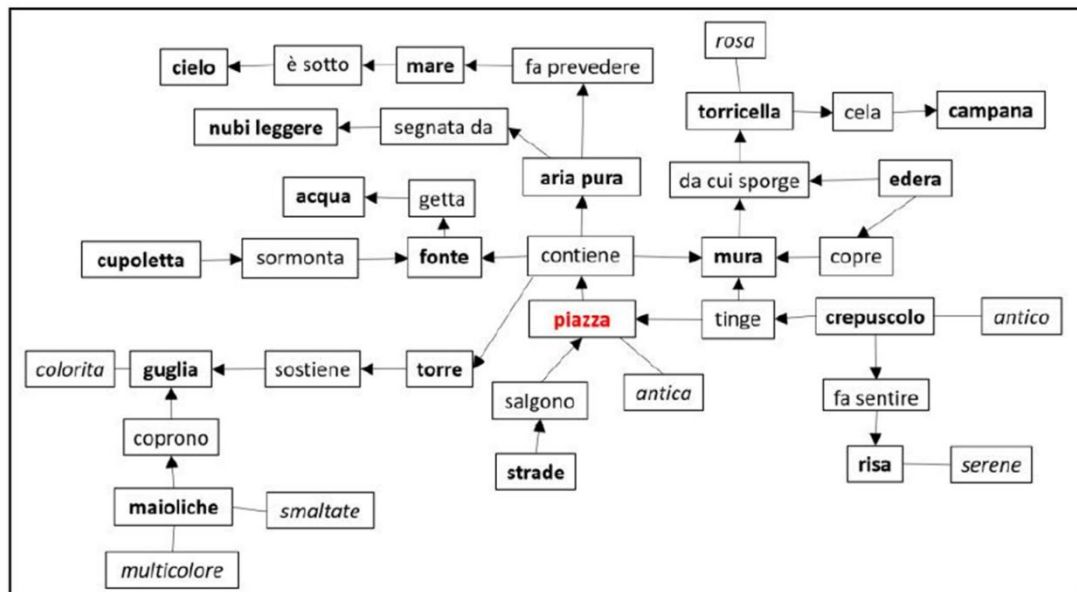 rosa
cielo è sotto mare fa prevedere
torricella cela campana
nubi leggere segnata da
aria pura da cui sporge edera
acqua getta
cupoletta sormonta fonte contiene mura copre
piazza tinge crepuscolo antico
colorita guglia sostiene torre
salgono antica fa sentire
coprono
strade risa serene
maioliche smaltate
multicolore